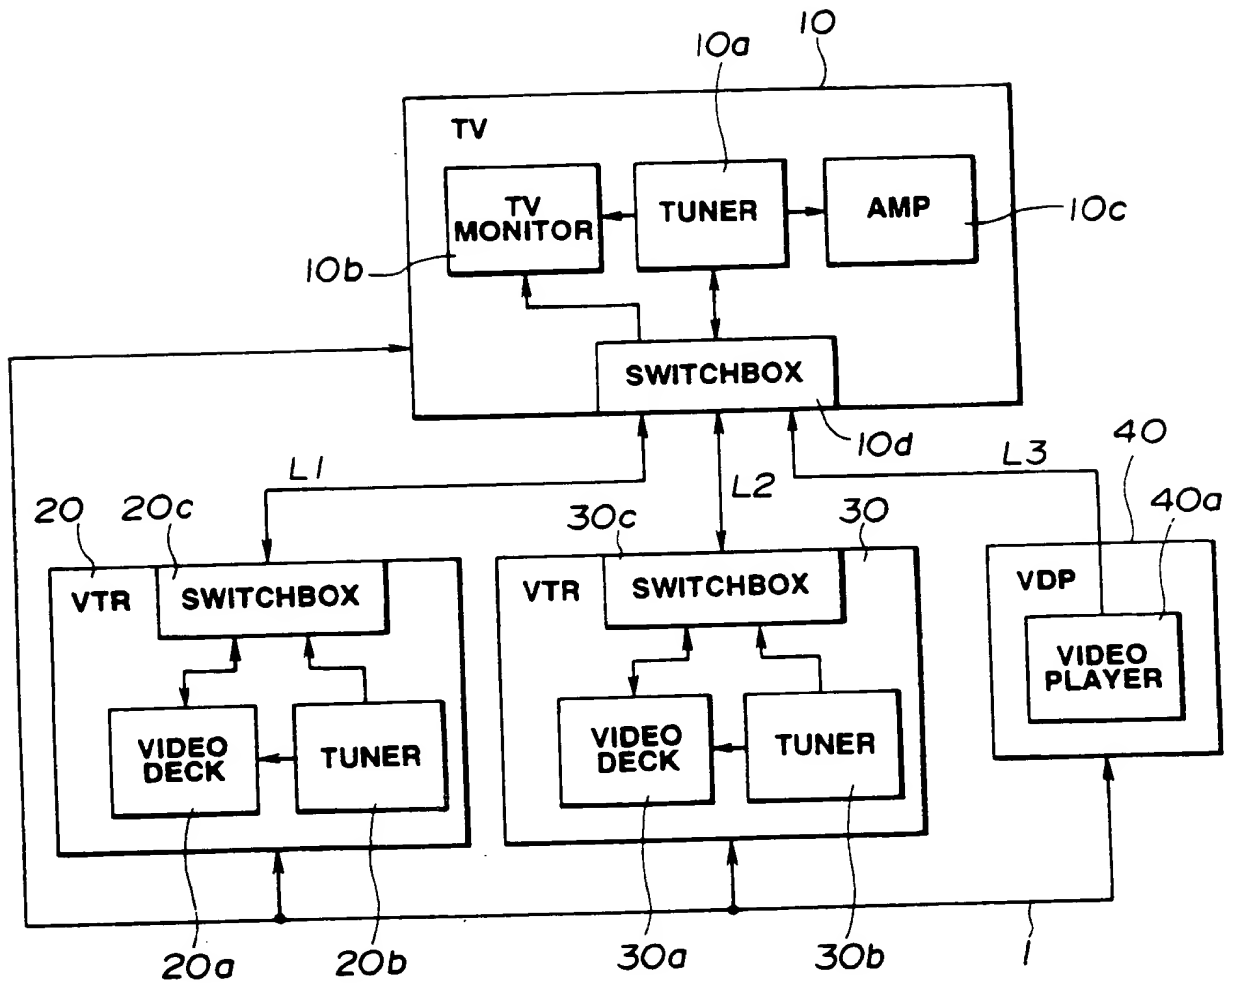 10
10a
TV
TV
MONITOR
TUNER
AMP
10c
10b
SWITCHBOX
10d
L1
L2
L3
40
20
20c
30c
30
40a
VTR
SWITCHBOX
VTR
SWITCHBOX
VDP
VIDEO
PLAYER
VIDEO
DECK
TUNER
VIDEO
DECK
TUNER
20a
20b
30a
30b
1